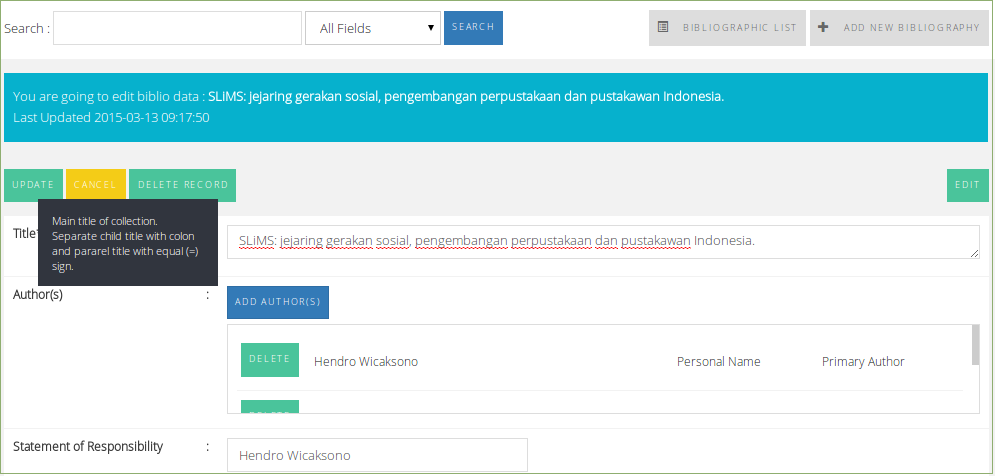 Search :
All Fields
SEARCH
BIBLIOGRAPHIC LIST
ADD NEW BIBLIOGRAPHY
You are going to edit biblio data : SLiMS: jejaring gerakan sosial, pengembangan perpustakaan dan pustakawan Indonesia.
Last Updated 2015-03-13 09:17:50
UPDATE
CANCEL
DELETE RECORD
EDIT
Main title of collection.
Separate child title with colon
and pararel title with equal (=)
sign.
Title*
SLiMS: jejaring gerakan sosial, pengembangan perpustakaan dan pustakawan Indonesia.
Author(s) :
ADD AUTHOR(S)
DELETE Hendro Wicaksono Personal Name Primary Author
Statement of Responsibility :
Hendro Wicaksono